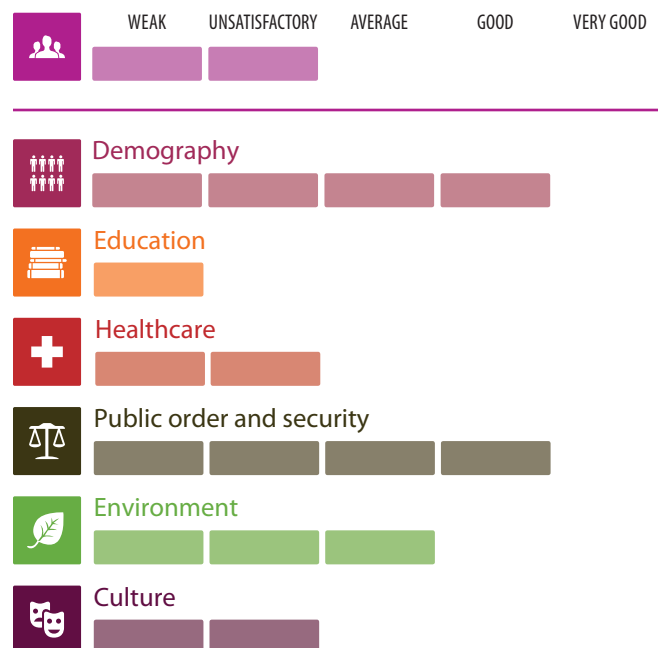 WEAK UNSATISFACTORY AVERAGE GOOD VERY GOOD
Demography
Education
Healthcare
Public order and security
Environment
Culture